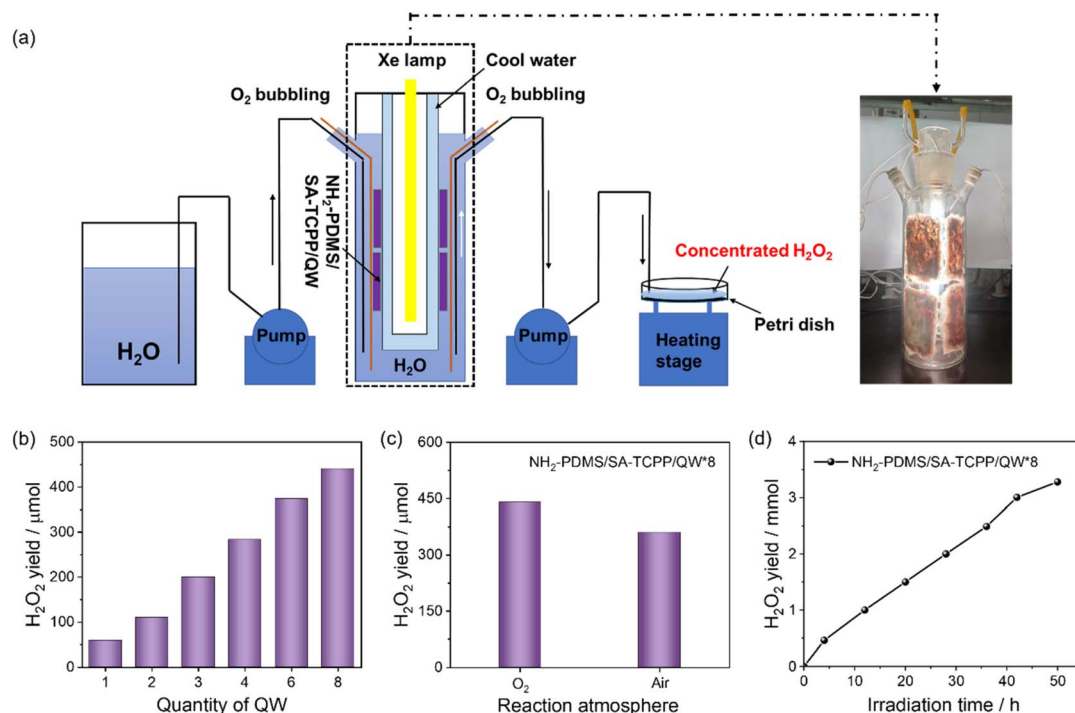 (a)
Xe lamp
Cool water
O₂ bubbling
O₂ bubbling
NH₂-PDMS/
SA-TCPP/QW
Concentrated H₂O₂
Petri dish
H₂O
Pump
H₂O
Pump
Heating
stage
(b)
H₂O₂ yield / μmol
500
400
300
200
100
0
1 2 3 4 6 8
Quantity of QW
(c)
H₂O₂ yield / μmol
600
450
300
150
0
NH₂-PDMS/SA-TCPP/QW*8
O₂ Air
Reaction atmosphere
(d)
H₂O₂ yield / mmol
4
3
2
1
0
NH₂-PDMS/SA-TCPP/QW*8
0 10 20 30 40 50
Irradiation time / h